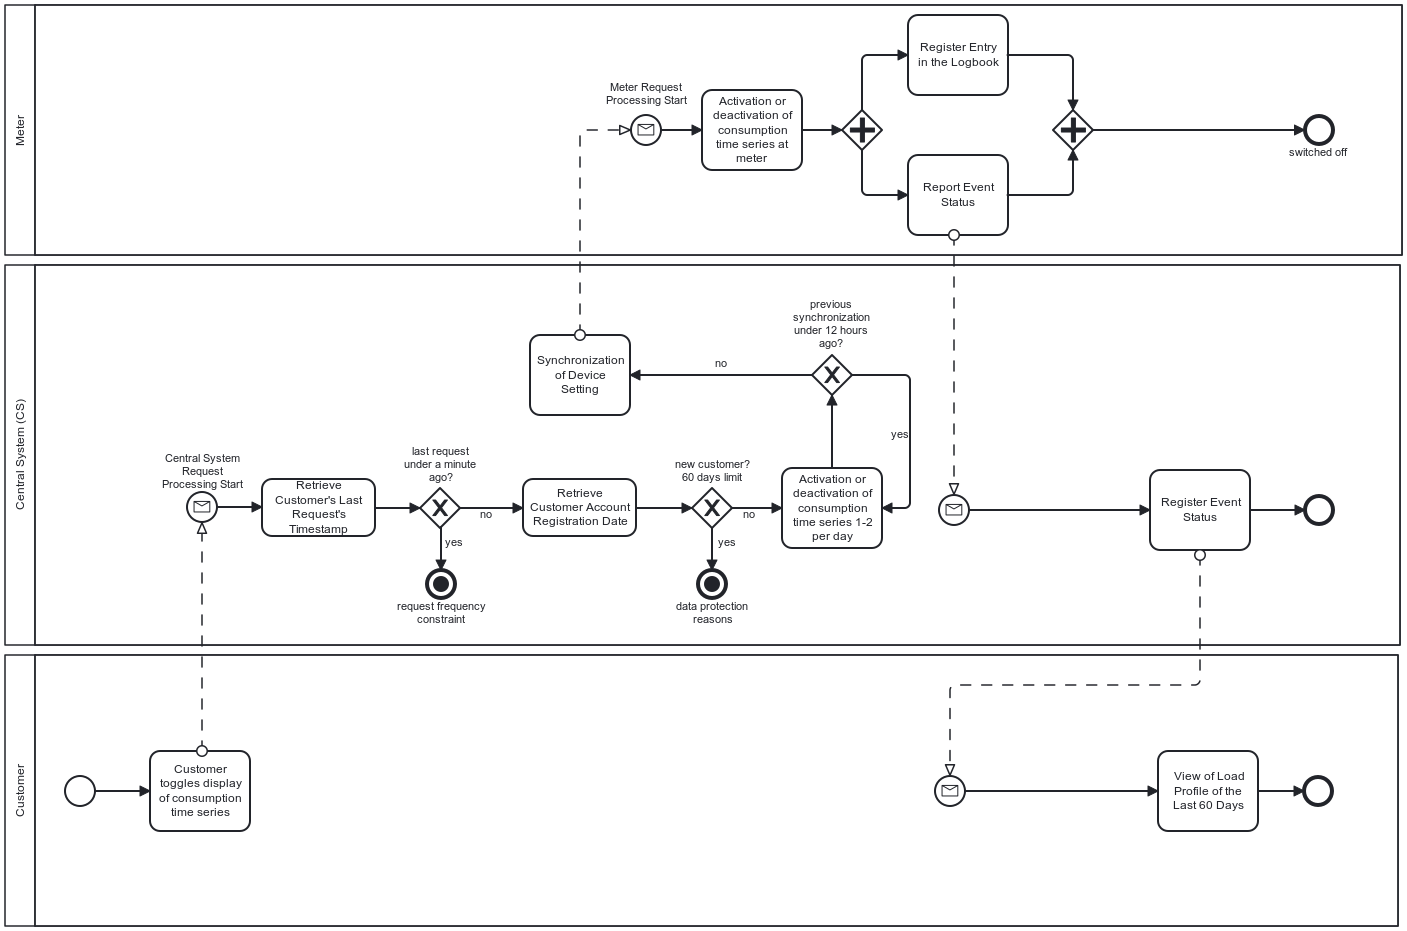 Meter
Meter Request
Processing Start
Activation or
deactivation of
consumption
time series at
meter
Register Entry
in the Logbook
Report Event
Status
switched off
Central System (CS)
Central System
Request
Processing Start
Retrieve
Customer's Last
Request's
Timestamp
last request
under a minute
ago?
no
yes
request frequency
constraint
Retrieve
Customer Account
Registration Date
new customer?
60 days limit
no
yes
data protection
reasons
Activation or
deactivation of
consumption
time series 1-2
per day
previous
synchronization
under 12 hours
ago?
no
yes
Synchronization
of Device
Setting
Register Event
Status
Customer
Customer
toggles display
of consumption
time series
View of Load
Profile of the
Last 60 Days